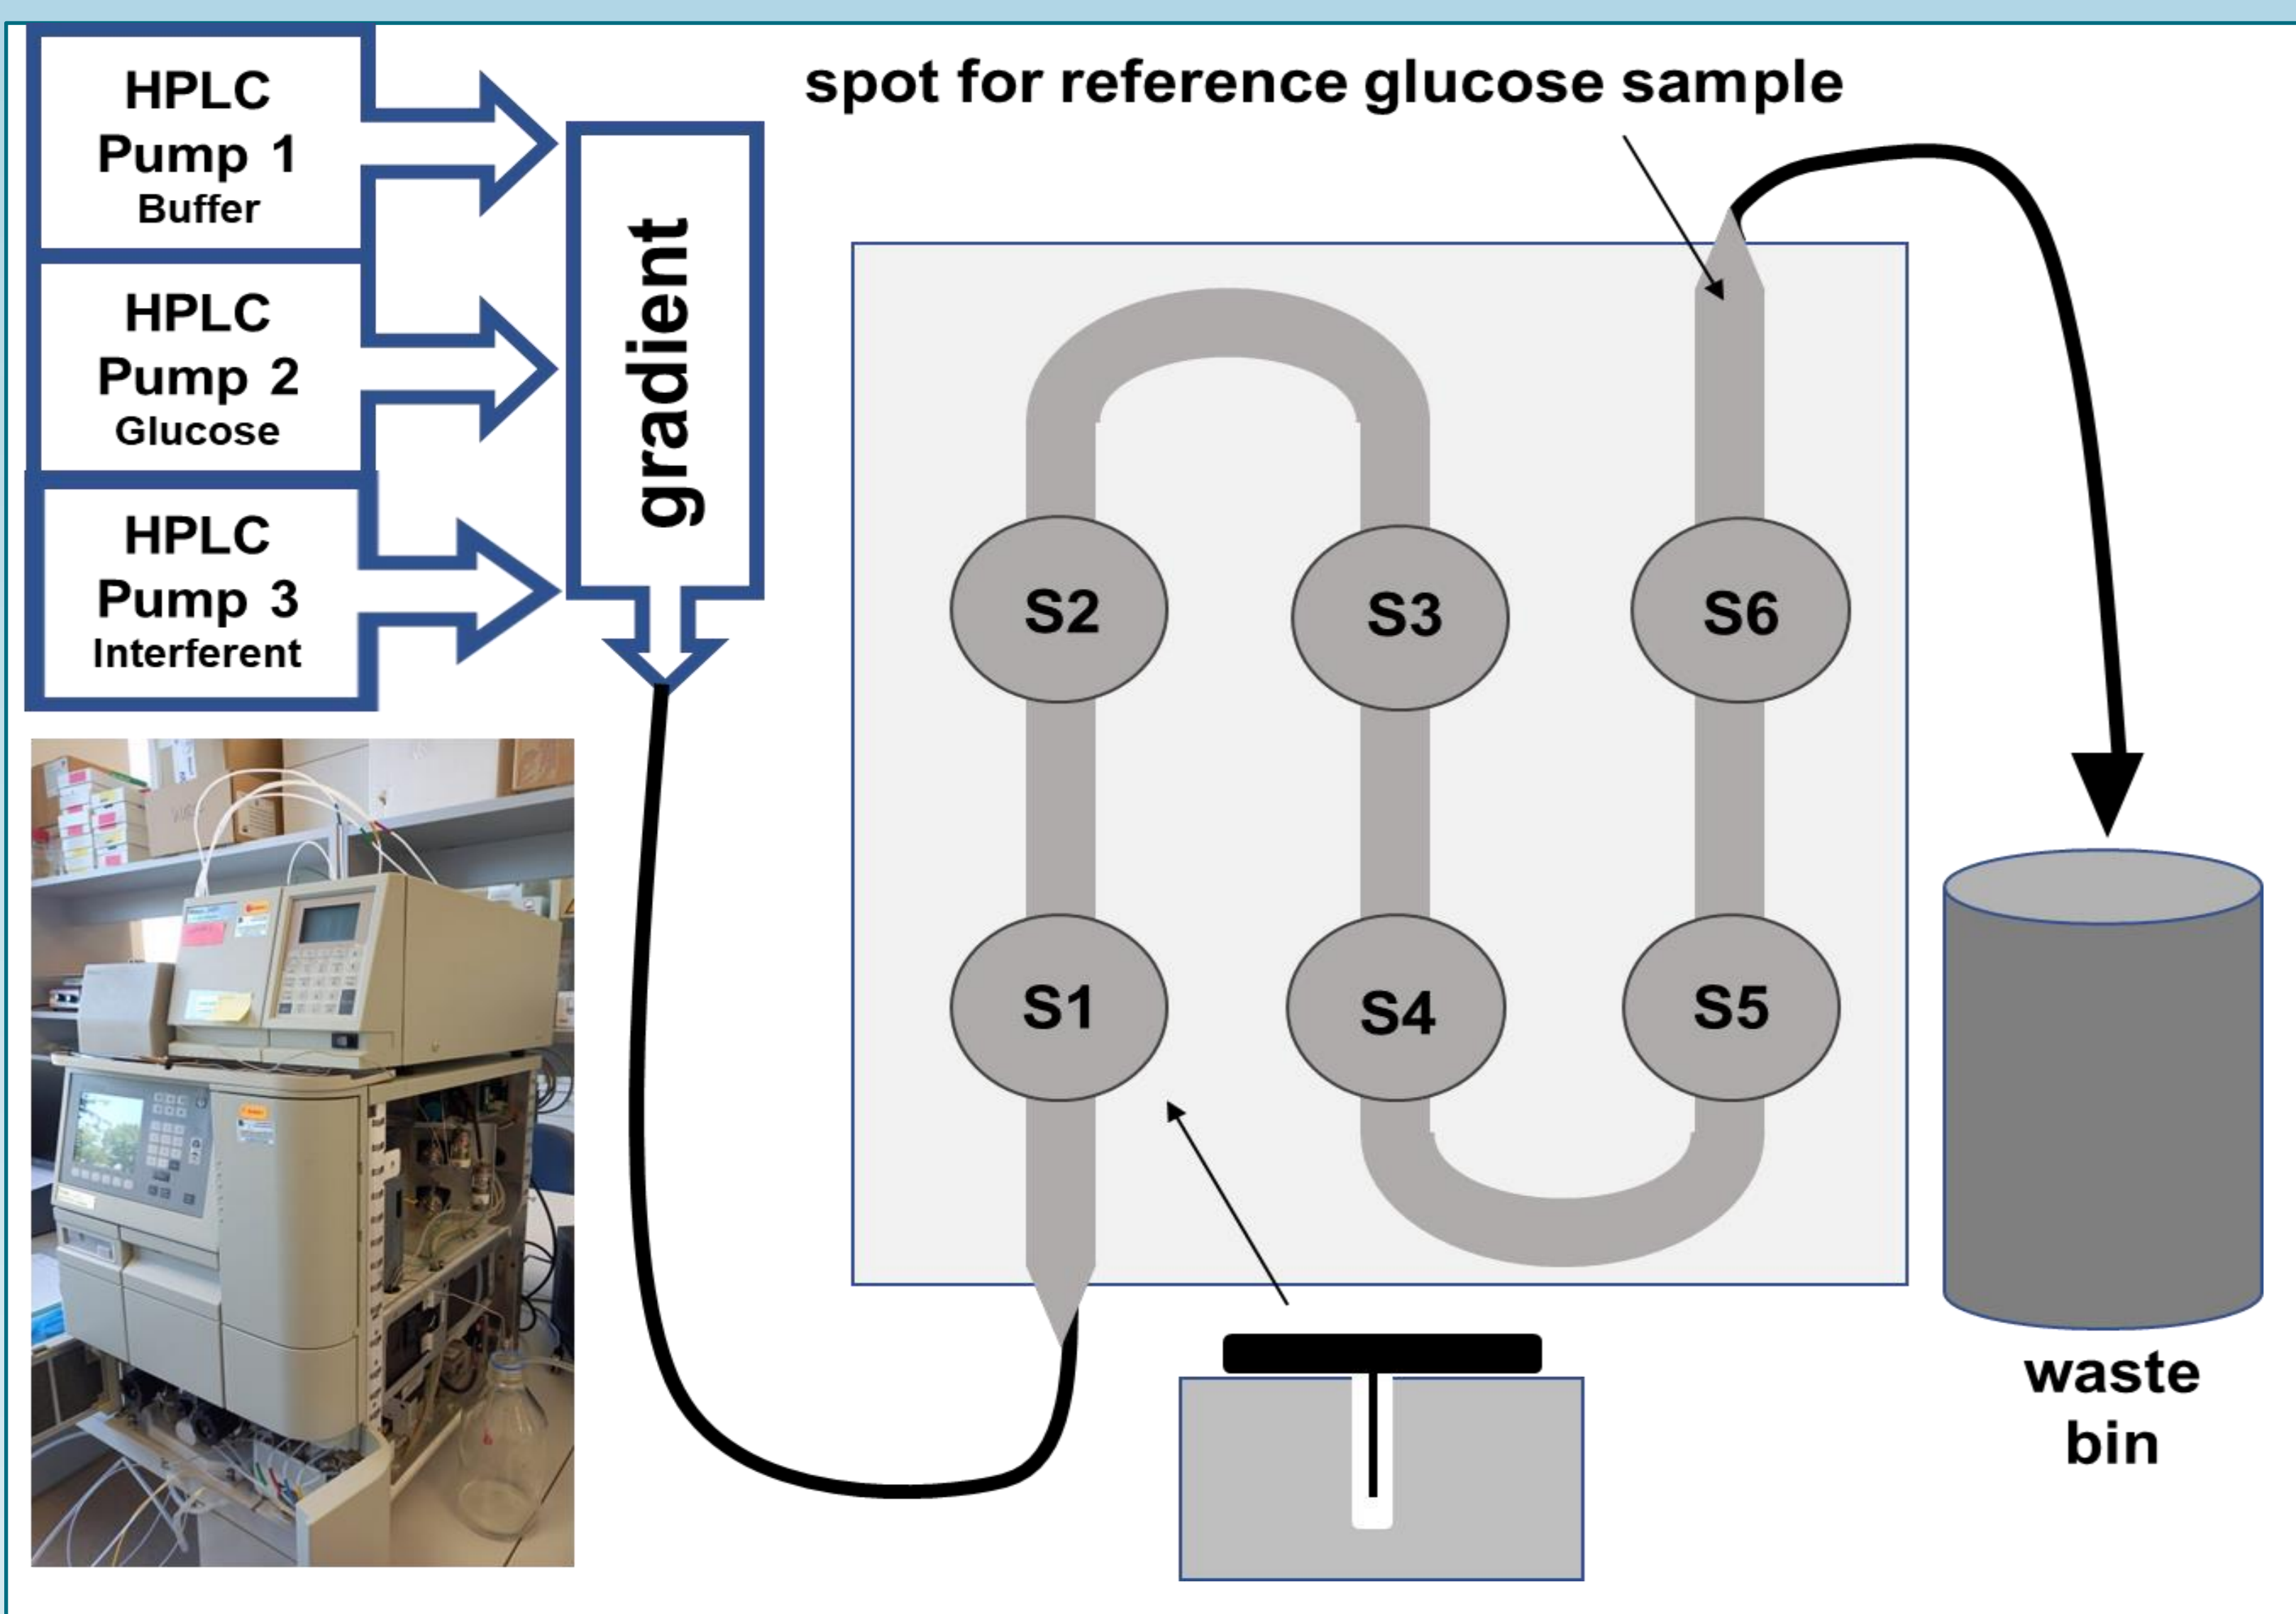 HPLC
Pump 1
Buffer
HPLC
Pump 2
Glucose
HPLC
Pump 3
Interferent
gradient
spot for reference glucose sample
S2
S3
S6
S1
S4
S5
waste
bin